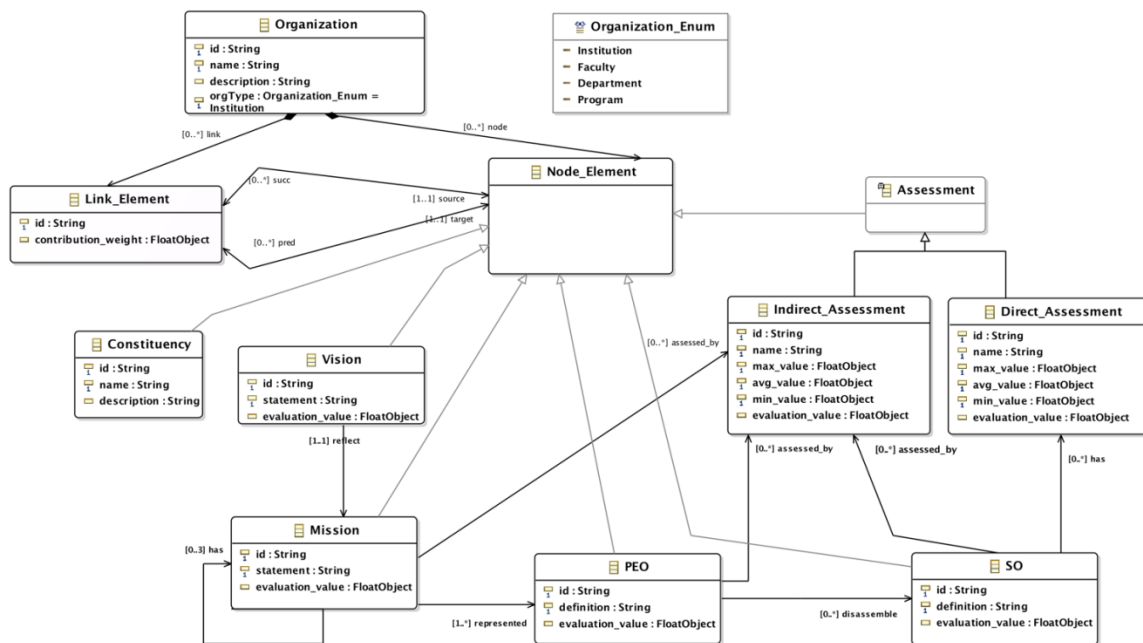 Organization
id : String
name : String
description : String
orgType : Organization_Enum =
Institution
Organization_Enum
Institution
Faculty
Department
Program
[0..*] link
[0..*] node
Link_Element
id : String
contribution_weight : FloatObject
[0..*] succ
[0..*] pred
[1..1] source
[1..1] target
Node_Element
Assessment
Constituency
id : String
name : String
description : String
Vision
id : String
statement : String
evaluation_value : FloatObject
[0..*] assessed_by
Indirect_Assessment
id : String
name : String
max_value : FloatObject
avg_value : FloatObject
min_value : FloatObject
evaluation_value : FloatObject
Direct_Assessment
id : String
name : String
max_value : FloatObject
avg_value : FloatObject
min_value : FloatObject
evaluation_value : FloatObject
[1..1] reflect
[0..*] assessed_by
[0..*] assessed_by
[0..*] has
Mission
id : String
statement : String
evaluation_value : FloatObject
[0..3] has
[1..*] represented
PEO
id : String
definition : String
evaluation_value : FloatObject
[0..*] disassemble
SO
id : String
definition : String
evaluation_value : FloatObject